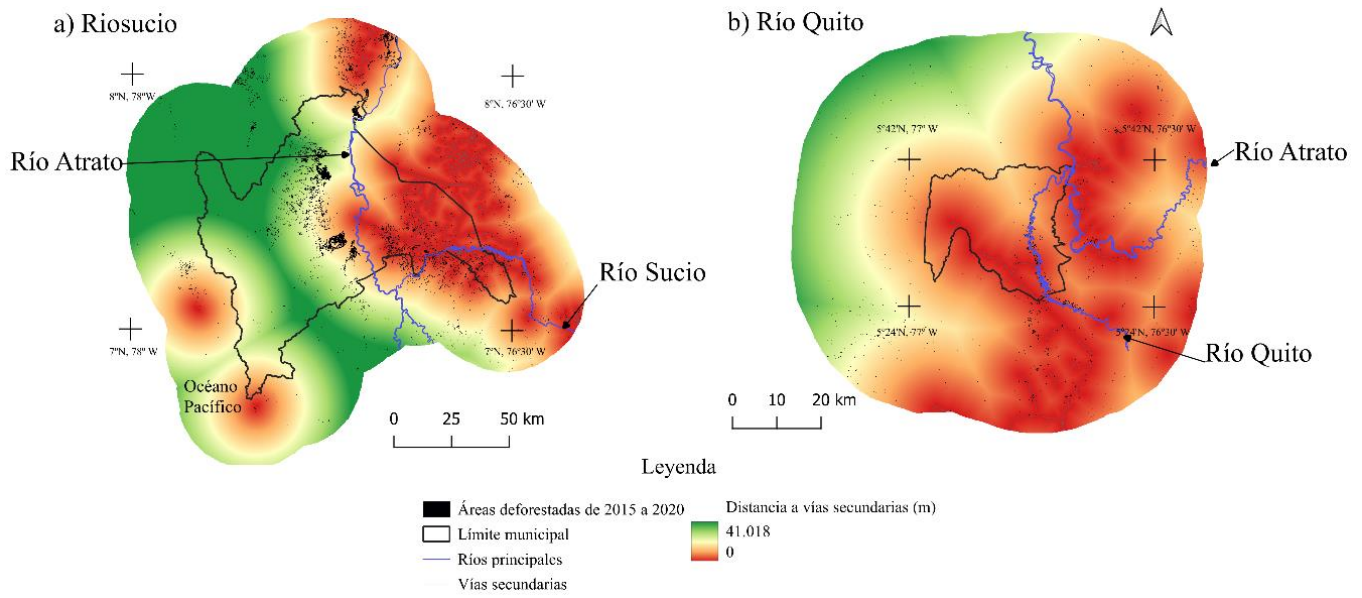 a) Riosucio
8°N, 78°W
8°N, 76°30' W
Río Atrato
Río Sucio
7°N, 78° W
7°N, 76°30' W
Océano
Pacífico
0 25 50 km
b) Río Quito
5°42'N, 77° W
5°42'N, 76°30' W
Río Atrato
5°24'N, -77° W
5°24'N, 76°30' W
Río Quito
0 10 20 km
Leyenda
Áreas deforestadas de 2015 a 2020
Límite municipal
Ríos principales
Vías secundarias
Distancia a vías secundarias (m)
41.018
0